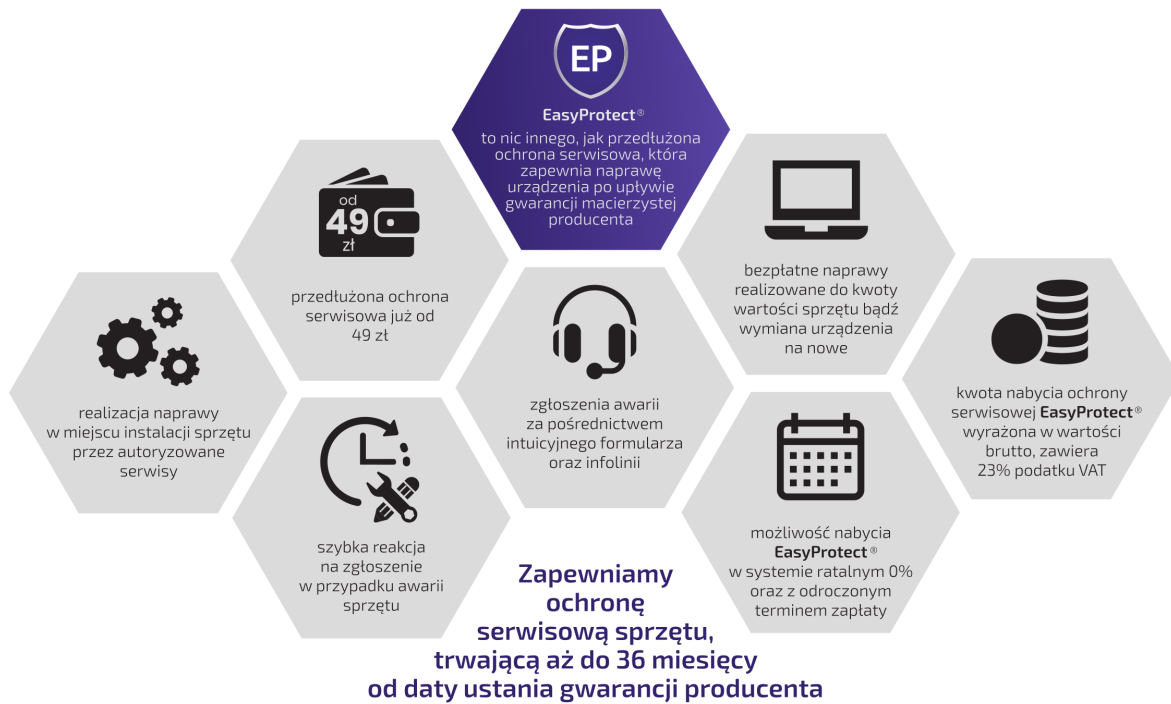 EP
EasyProtect®
to nic innego, jak przedłużona
ochrona serwisowa, która
zapewnia naprawę
urządzenia po upływie
gwarancji macierzystej
producenta
od
49
zł
przedłużona ochrona
serwisowa już od
49 zł
bezpłatne naprawy
realizowane do kwoty
wartości sprzętu bądź
wymiana urządzenia
na nowe
realizacja naprawy
w miejscu instalacji sprzętu
przez autoryzowane
serwisy
zgłoszenia awarii
za pośrednictwem
intuicyjnego formularza
oraz infolinii
kwota nabycia ochrony
serwisowej EasyProtect®
wyrażona w wartości
brutto, zawiera
23% podatku VAT
szybka reakcja
na zgłoszenie
w przypadku awarii
sprzętu
możliwość nabycia
EasyProtect®
w systemie ratalnym 0%
oraz z odroczonym
terminem zapłaty
Zapewniamy
ochronę
serwisową sprzętu,
trwającą aż do 36 miesięcy
od daty ustania gwarancji producenta